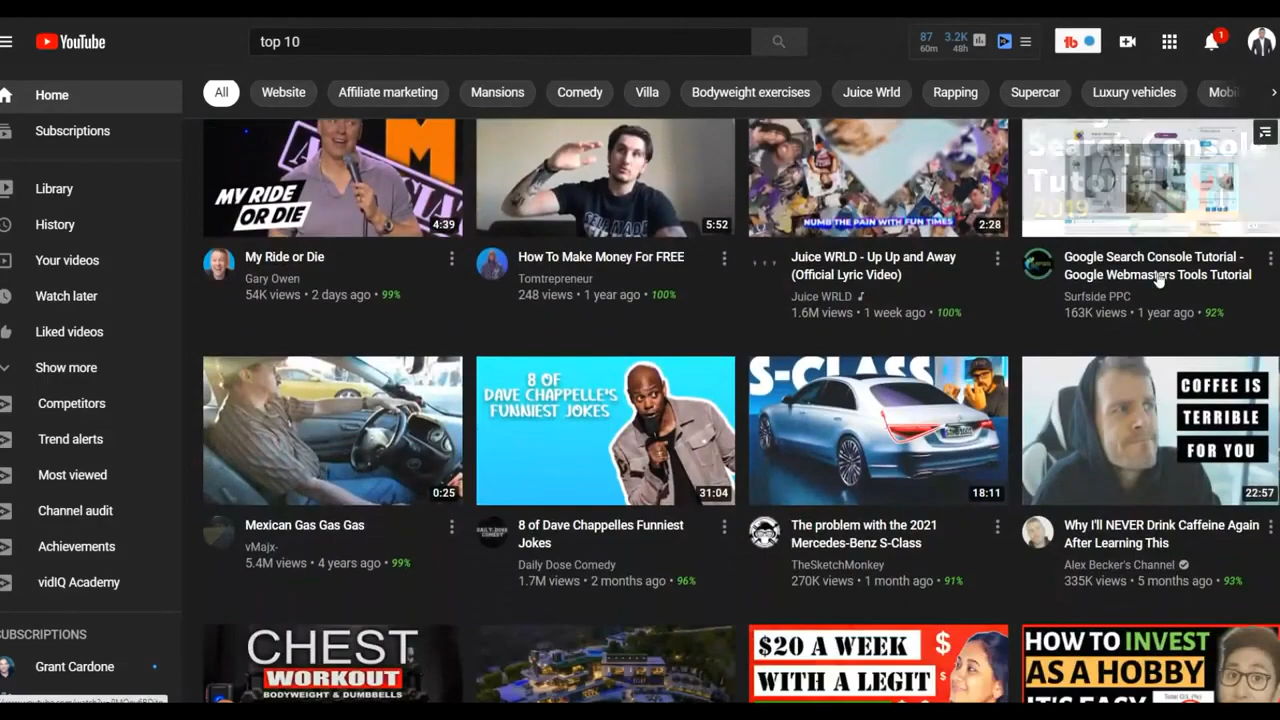 YouTube
top 10
87
60m
3.2K
48h
tb
1
Home
Subscriptions
Library
History
Your videos
Watch later
Liked videos
Show more
Competitors
Trend alerts
Most viewed
Channel audit
Achievements
vidIQ Academy
SUBSCRIPTIONS
Grant Cardone
All
Website
Affiliate marketing
Mansions
Comedy
Villa
Bodyweight exercises
Juice Wrld
Rapping
Supercar
Luxury vehicles
MY RIDE
OR DIE
4:39
My Ride or Die
Gary Owen
54K views • 2 days ago • 99%
SELF MADE
5:52
How To Make Money For FREE
Tomtrepreneur
248 views • 1 year ago • 100%
NUMB THE PAIN WITH FUN TIMES
2:28
Juice WRLD - Up Up and Away
(Official Lyric Video)
Juice WRLD
1.6M views • 1 week ago • 100%
Search Console
Tutorial
2019
Google Search Console Tutorial -
Google Webmasters Tools Tutorial
Surfside PPC
163K views • 1 year ago • 92%
0:25
Mexican Gas Gas Gas
vMajx-
5.4M views • 4 years ago • 99%
8 OF
DAVE CHAPPELLE'S
FUNNIEST JOKES
31:04
8 of Dave Chappelles Funniest
Jokes
Daily Dose Comedy
1.7M views • 2 months ago • 96%
S-CLASS
18:11
The problem with the 2021
Mercedes-Benz S-Class
TheSketchMonkey
270K views • 1 month ago • 91%
COFFEE IS
TERRIBLE
FOR YOU
22:57
Why I'll NEVER Drink Caffeine Again
After Learning This
Alex Becker's Channel
335K views • 5 months ago • 93%
CHEST
WORKOUT
BODYWEIGHT & DUMBBELLS
$20 A WEEK
WITH A LEGIT
HOW TO INVEST
AS A HOBBY
IT'S EASY